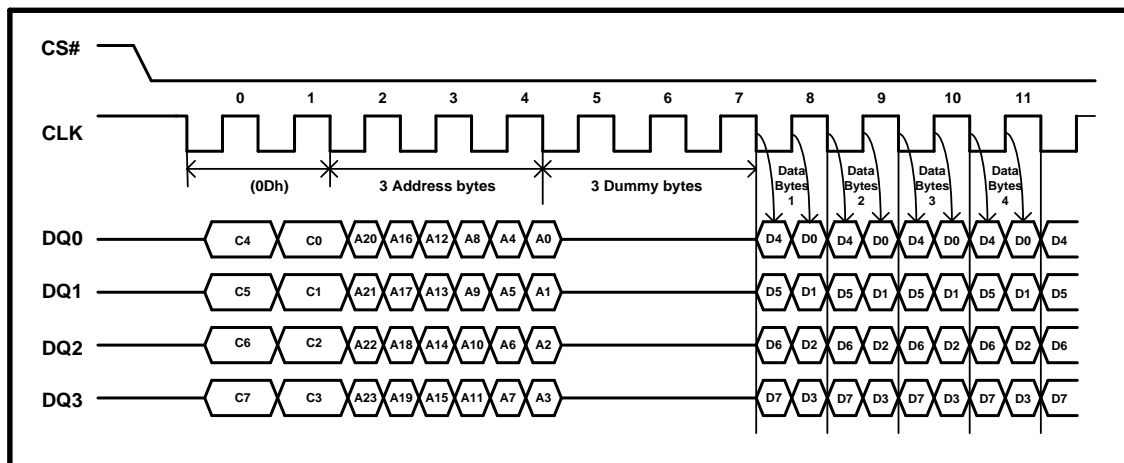 CS#
0 1 2 3 4 5 6 7 8 9 10 11
CLK
(0Dh) 3 Address bytes 3 Dummy bytes
Data Bytes 1
Data Bytes 2
Data Bytes 3
Data Bytes 4
DQ0 C4 C0 A20 A16 A12 A8 A4 A0 D4 D0 D4 D0 D4 D0 D4 D0 D4
DQ1 C5 C1 A21 A17 A13 A9 A5 A1 D5 D1 D5 D1 D5 D1 D5 D1 D5
DQ2 C6 C2 A22 A18 A14 A10 A6 A2 D6 D2 D6 D2 D6 D2 D6 D2 D6
DQ3 C7 C3 A23 A19 A15 A11 A7 A3 D7 D3 D7 D3 D7 D3 D7 D3 D7